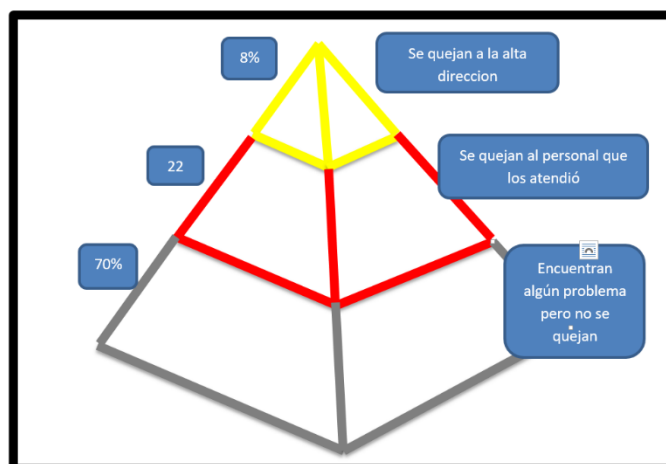 8%
Se quejan a la alta
direccion
22
Se quejan al personal que
los atendió
70%
Encuentran
algún problema
pero no se
quejan